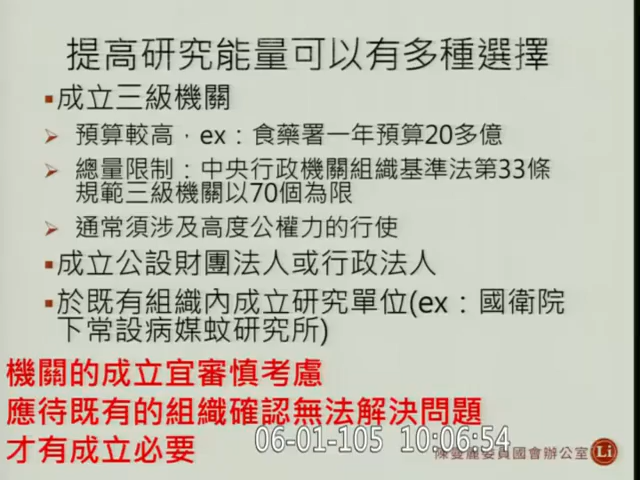 提高研究能量可以有多種選擇
▪成立三級機關
➢ 預算較高，ex：食藥署一年預算20多億
➢ 總量限制：中央行政機關組織基準法第33條
規範三級機關以70個為限
➢ 通常須涉及高度公權力的行使
▪成立公設財團法人或行政法人
▪於既有組織內成立研究單位(ex：國衛院
下常設病媒蚊研究所)
機關的成立宜審慎考慮
應待既有的組織確認無法解決問題
才有成立必要
06-01-105 10:06:54
陳曼麗委員國會辦公室 Li